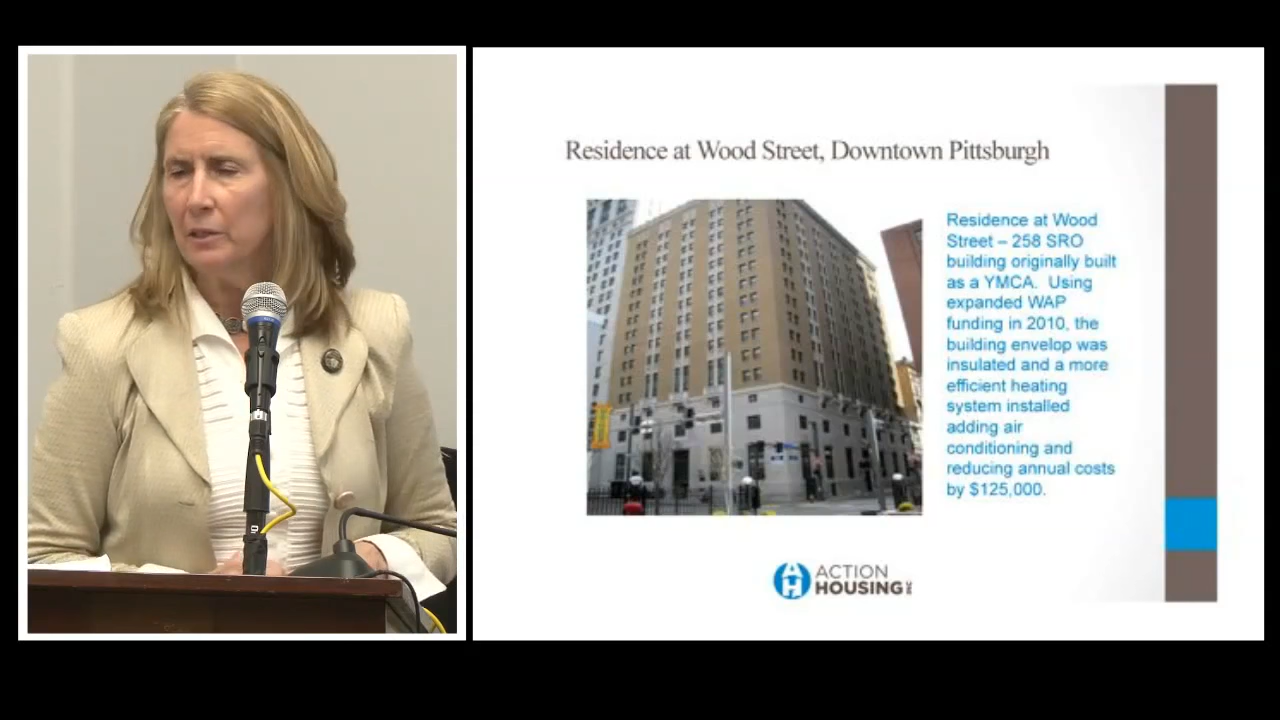 Residence at Wood Street, Downtown Pittsburgh
Residence at Wood
Street – 258 SRO
building originally built
as a YMCA. Using
expanded WAP
funding in 2010, the
building envelop was
insulated and a more
efficient heating
system installed
adding air
conditioning and
reducing annual costs
by $125,000.
ACTION
HOUSING INC